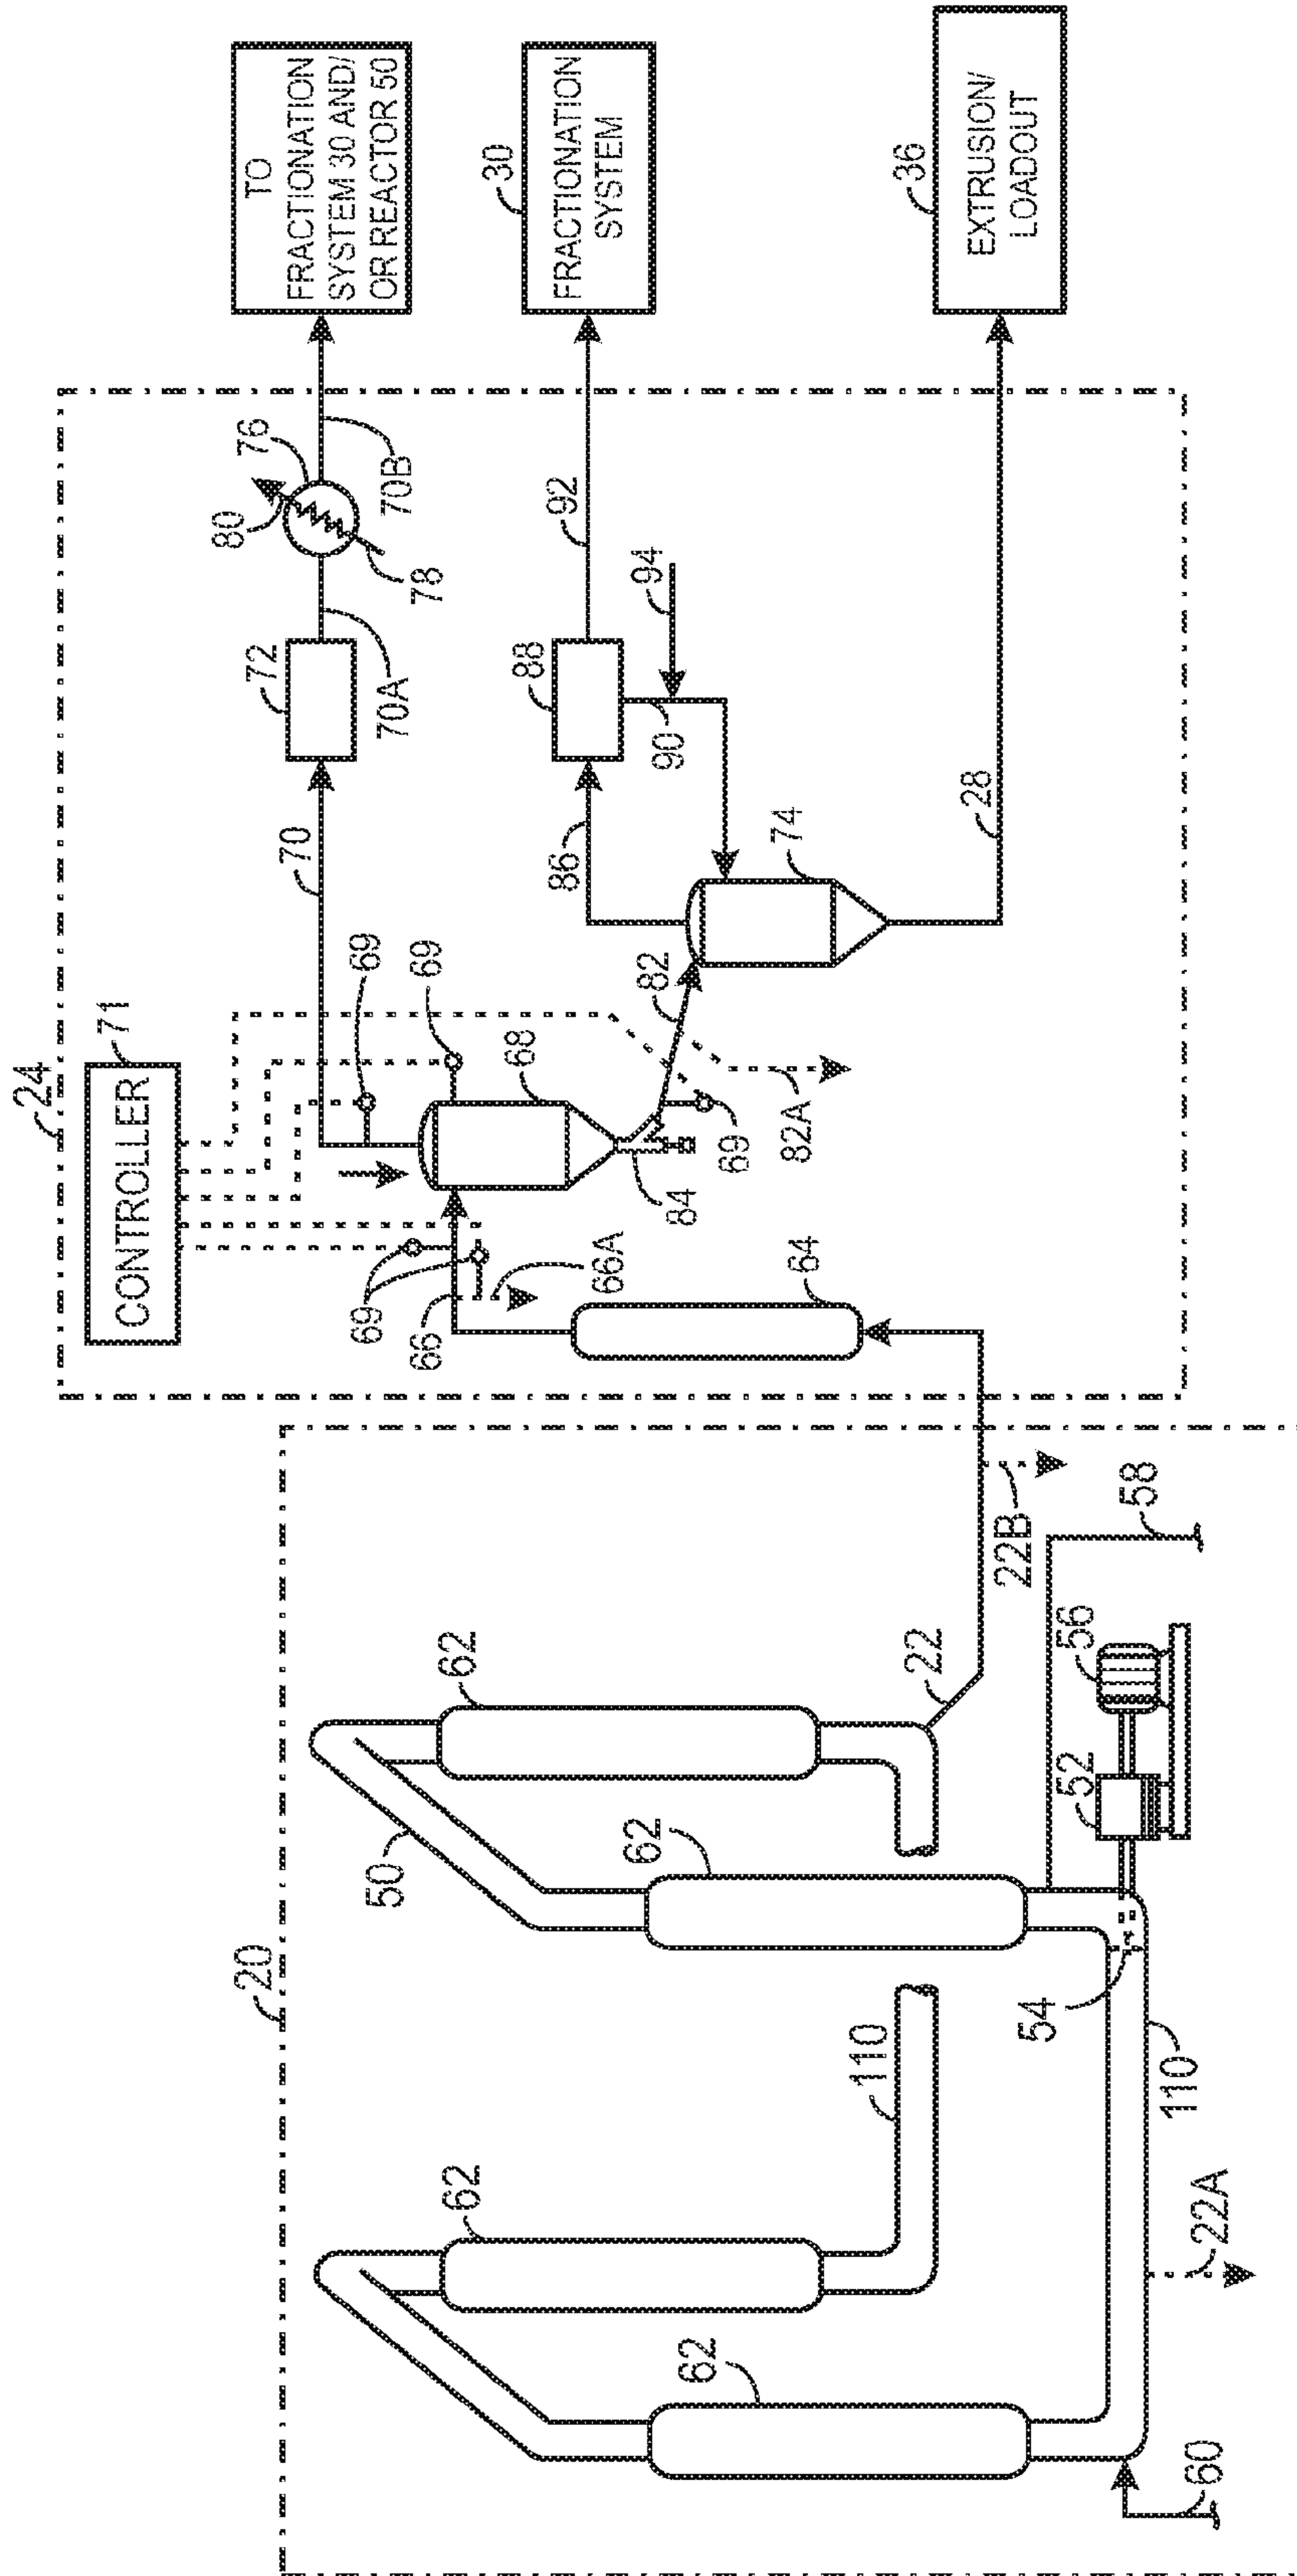 24
CONTROLLER
71
TO
FRACTIONATION
SYSTEM 30 AND/
OR REACTOR 50
80
76
70B
78
72
70A
70
69
69
68
69
66
66A
64
84
69
82
82A
74
86
88
90
94
92
30
FRACTIONATION
SYSTEM
28
36
EXTRUSION/
LOADOUT
20
50
62
62
62
62
22
22B
58
56
52
54
110
110
22A
60